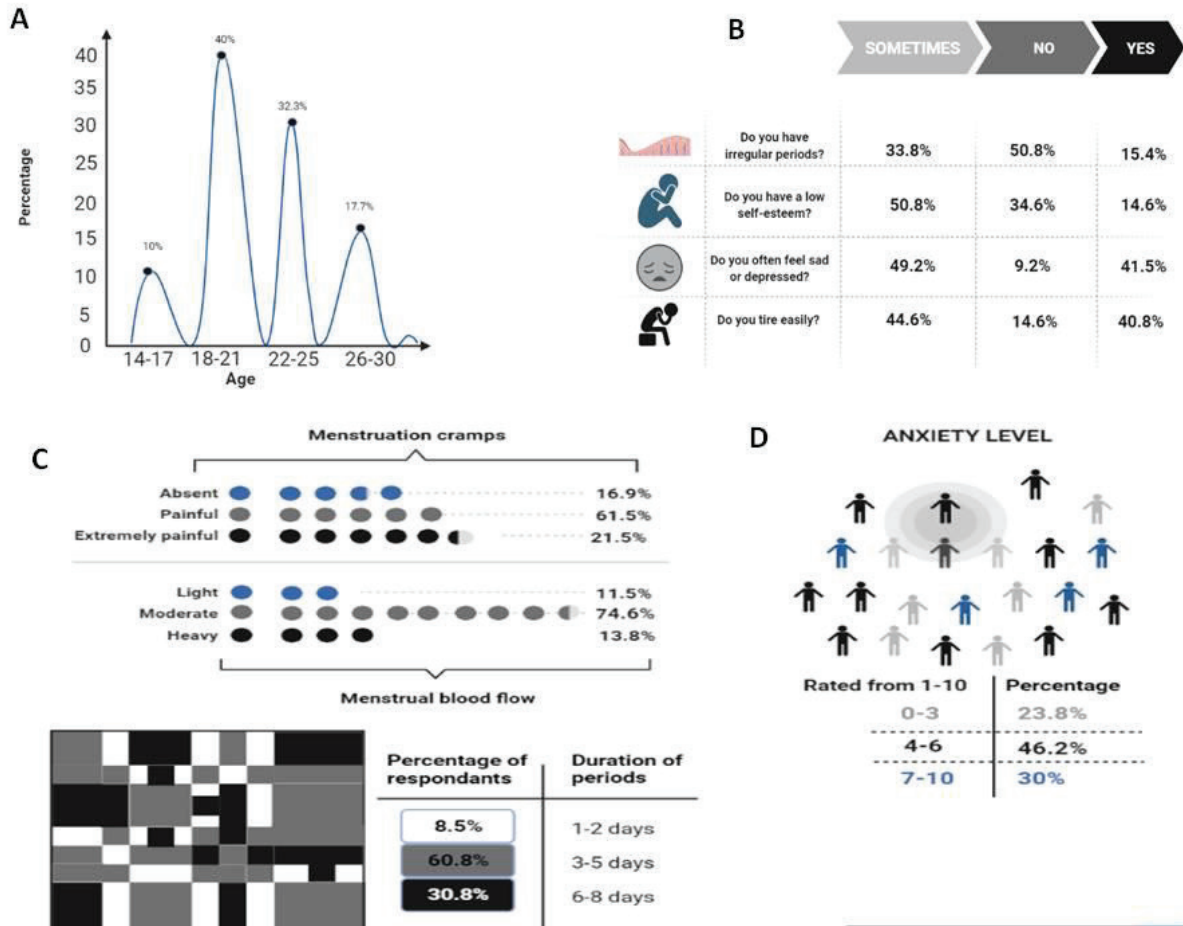 A
40
35
30
25
20
15
10
5
0
Percentage
10%
40%
32.3%
17.7%
14-17 18-21 22-25 26-30
Age
B
SOMETIMES NO YES
Do you have
irregular periods?
33.8% 50.8% 15.4%
Do you have a low
self-esteem?
50.8% 34.6% 14.6%
Do you often feel sad
or depressed?
49.2% 9.2% 41.5%
Do you tire easily? 44.6% 14.6% 40.8%
C
Menstruation cramps
Absent 16.9%
Painful 61.5%
Extremely painful 21.5%
Light 11.5%
Moderate 74.6%
Heavy 13.8%
Menstrual blood flow
Percentage of
respondants
Duration of
periods
8.5% 1-2 days
60.8% 3-5 days
30.8% 6-8 days
D
ANXIETY LEVEL
Rated from 1-10 Percentage
0-3 23.8%
4-6 46.2%
7-10 30%